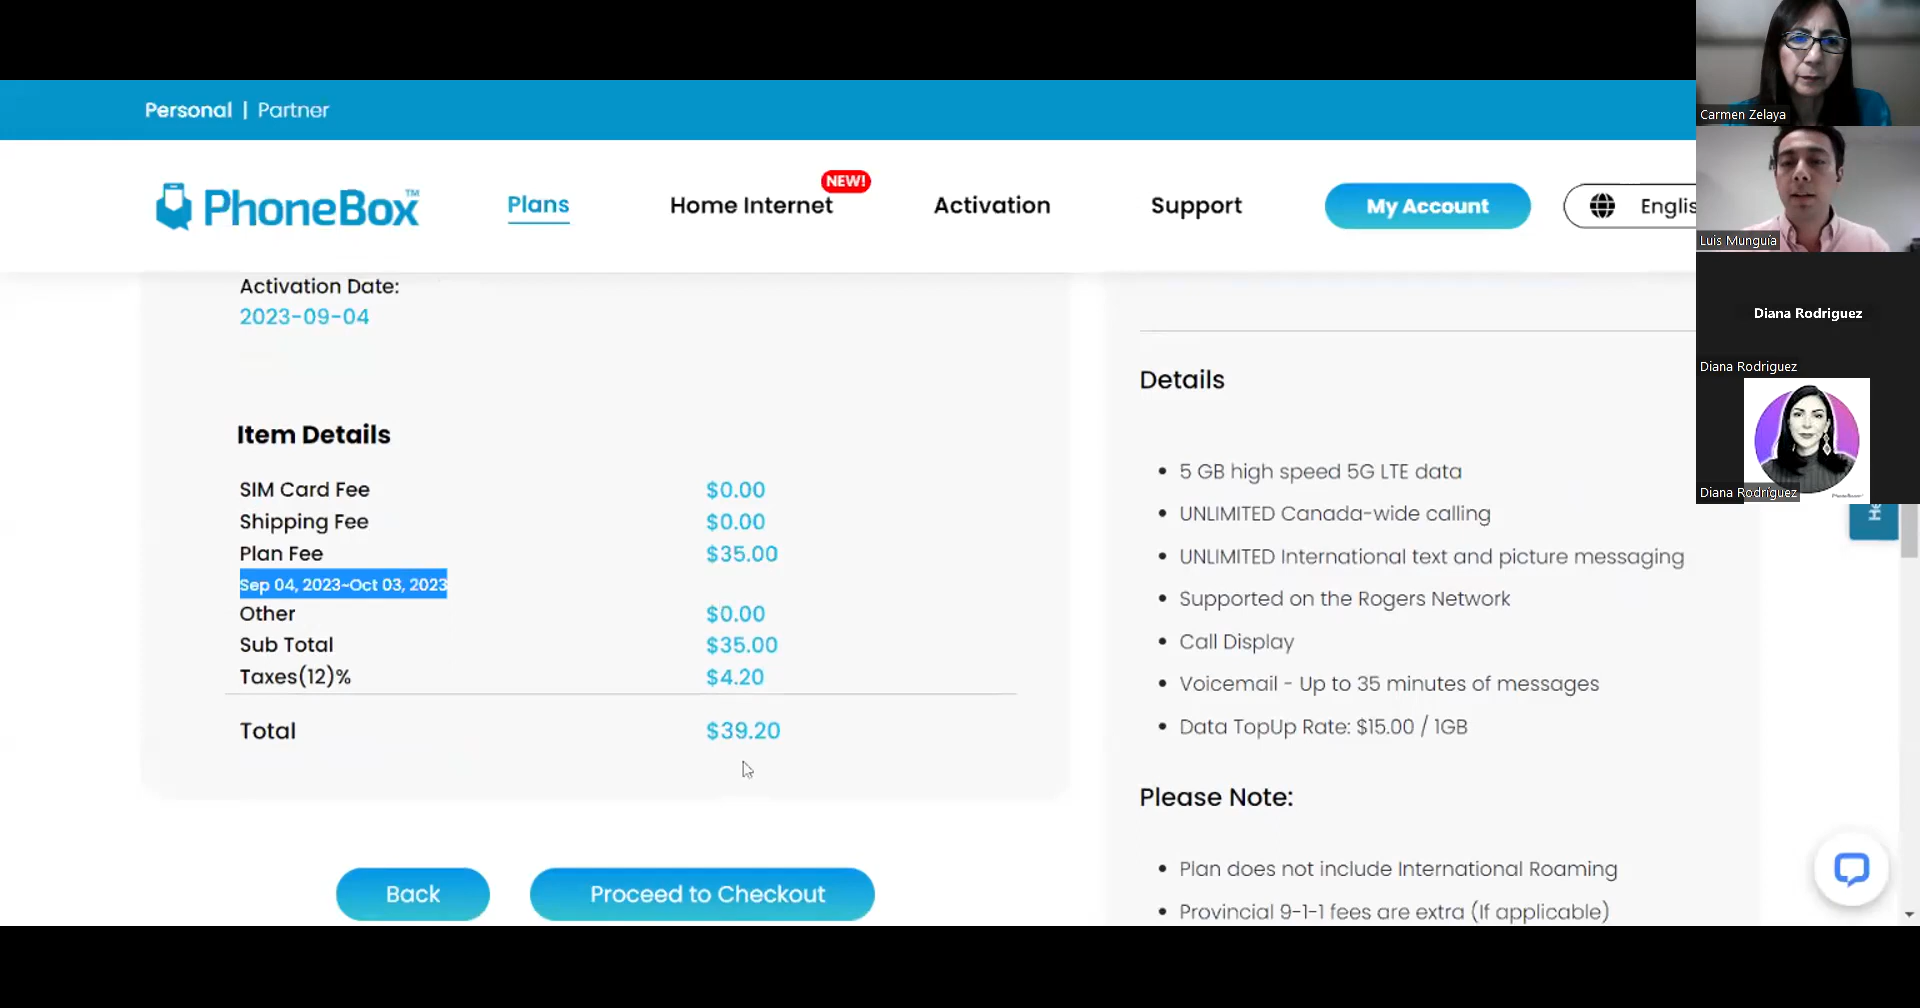 Personal | Partner
PhoneBox™
Plans
Home Internet
NEW!
Activation
Support
My Account
Englis
Activation Date:
2023-09-04
Item Details
SIM Card Fee $0.00
Shipping Fee $0.00
Plan Fee $35.00
Sep 04, 2023~Oct 03, 2023
Other $0.00
Sub Total $35.00
Taxes(12)% $4.20
Total $39.20
Back
Proceed to Checkout
Details
• 5 GB high speed 5G LTE data
• UNLIMITED Canada-wide calling
• UNLIMITED International text and picture messaging
• Supported on the Rogers Network
• Call Display
• Voicemail - Up to 35 minutes of messages
• Data TopUp Rate: $15.00 / 1GB
Please Note:
• Plan does not include International Roaming
• Provincial 9-1-1 fees are extra (If applicable)
Carmen Zelaya
Luis Munguía
Diana Rodriguez
Diana Rodriguez
Diana Rodríguez
He